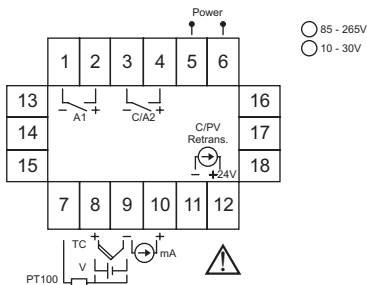 Power
85 - 265V
10 - 30V
1 2 3 4 5 6
- + - +
A1 C/A2
13 16
14 17
15 18
C/PV
Retrans.
- +24V
7 8 9 10 11 12
+ - +
TC mA
V
PT100